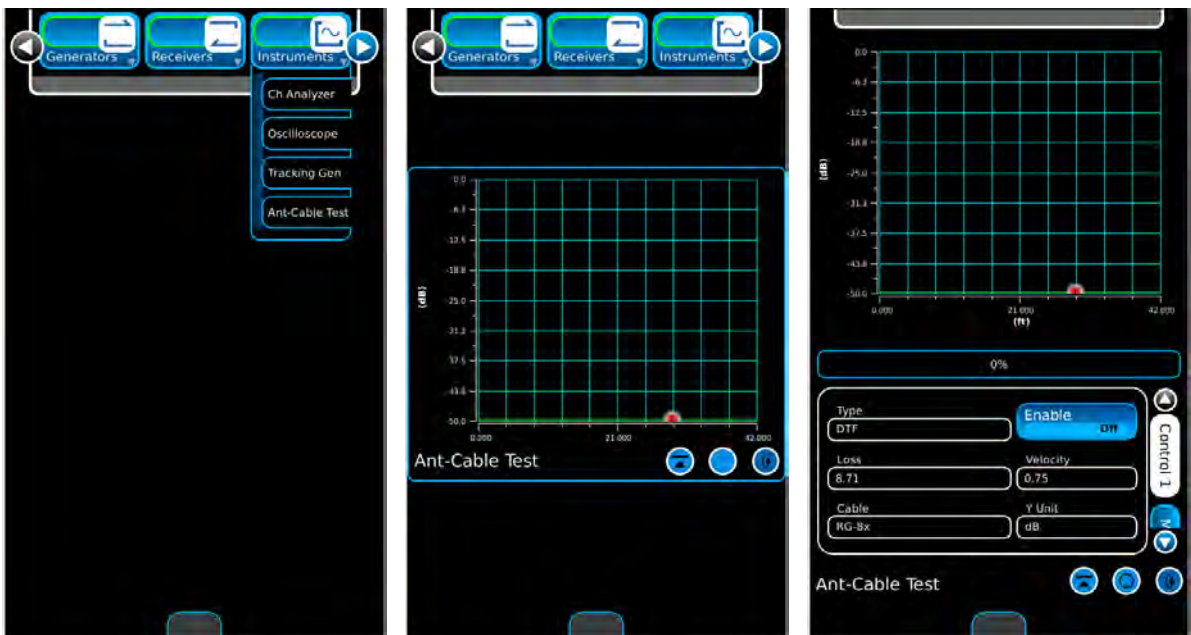 Generators Receivers Instruments
Ch Analyzer
Oscilloscope
Tracking Gen
Ant-Cable Test
Generators Receivers Instruments
0.0
-6.3
-12.5
-18.8
-25.0
-31.3
-37.5
-43.8
-50.0
(dB)
0.000 21.000 42.000
Ant-Cable Test
0.0
-6.3
-12.5
-18.8
-25.0
-31.3
-37.5
-43.8
-50.0
(dB)
0.000 21.000 42.000
(ft)
0%
Type
DTF
Enable
Off
Loss
8.71
Velocity
0.75
Cable
RG-8x
Y Unit
dB
Control 1
M
Ant-Cable Test